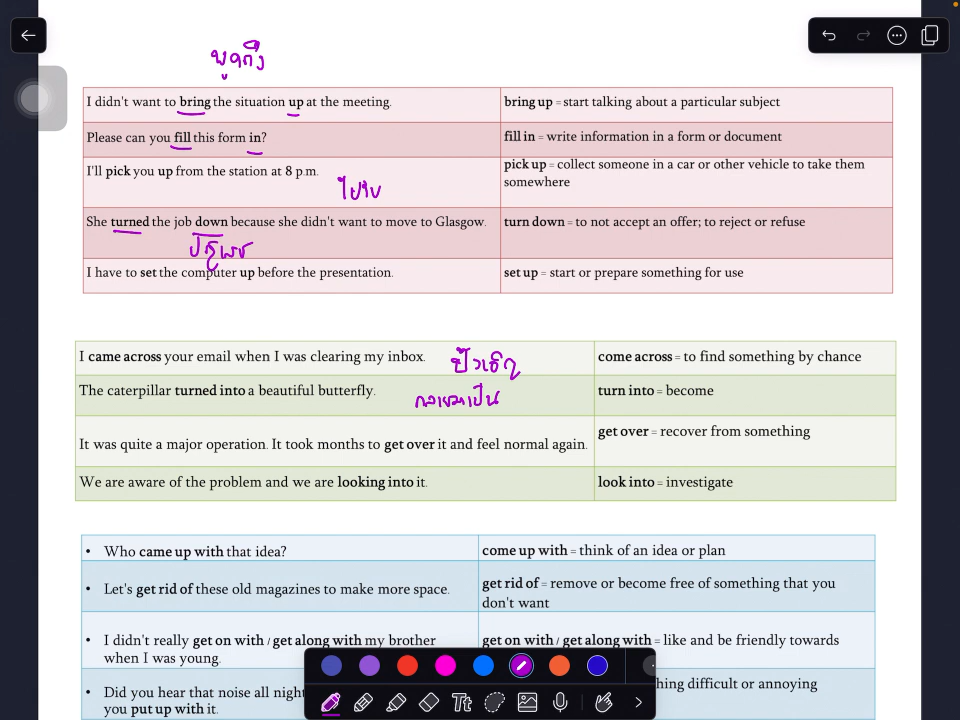 พูดถึง
I didn't want to bring the situation up at the meeting.
bring up = start talking about a particular subject
Please can you fill this form in?
fill in = write information in a form or document
I'll pick you up from the station at 8 p.m.
pick up = collect someone in a car or other vehicle to take them
somewhere
ไปรับ
She turned the job down because she didn't want to move to Glasgow.
turn down = to not accept an offer; to reject or refuse
ปฏิเสธ
I have to set the computer up before the presentation.
set up = start or prepare something for use
I came across your email when I was clearing my inbox.
บังเอิญ
come across = to find something by chance
The caterpillar turned into a beautiful butterfly.
กลายมาเป็น
turn into = become
It was quite a major operation. It took months to get over it and feel normal again.
get over = recover from something
We are aware of the problem and we are looking into it.
look into = investigate
• Who came up with that idea?
come up with = think of an idea or plan
• Let's get rid of these old magazines to make more space.
get rid of = remove or become free of something that you
don't want
• I didn't really get on with / get along with my brother
when I was young.
get on with / get along with = like and be friendly towards
• Did you hear that noise all night
you put up with it.
hing difficult or annoying
Tt